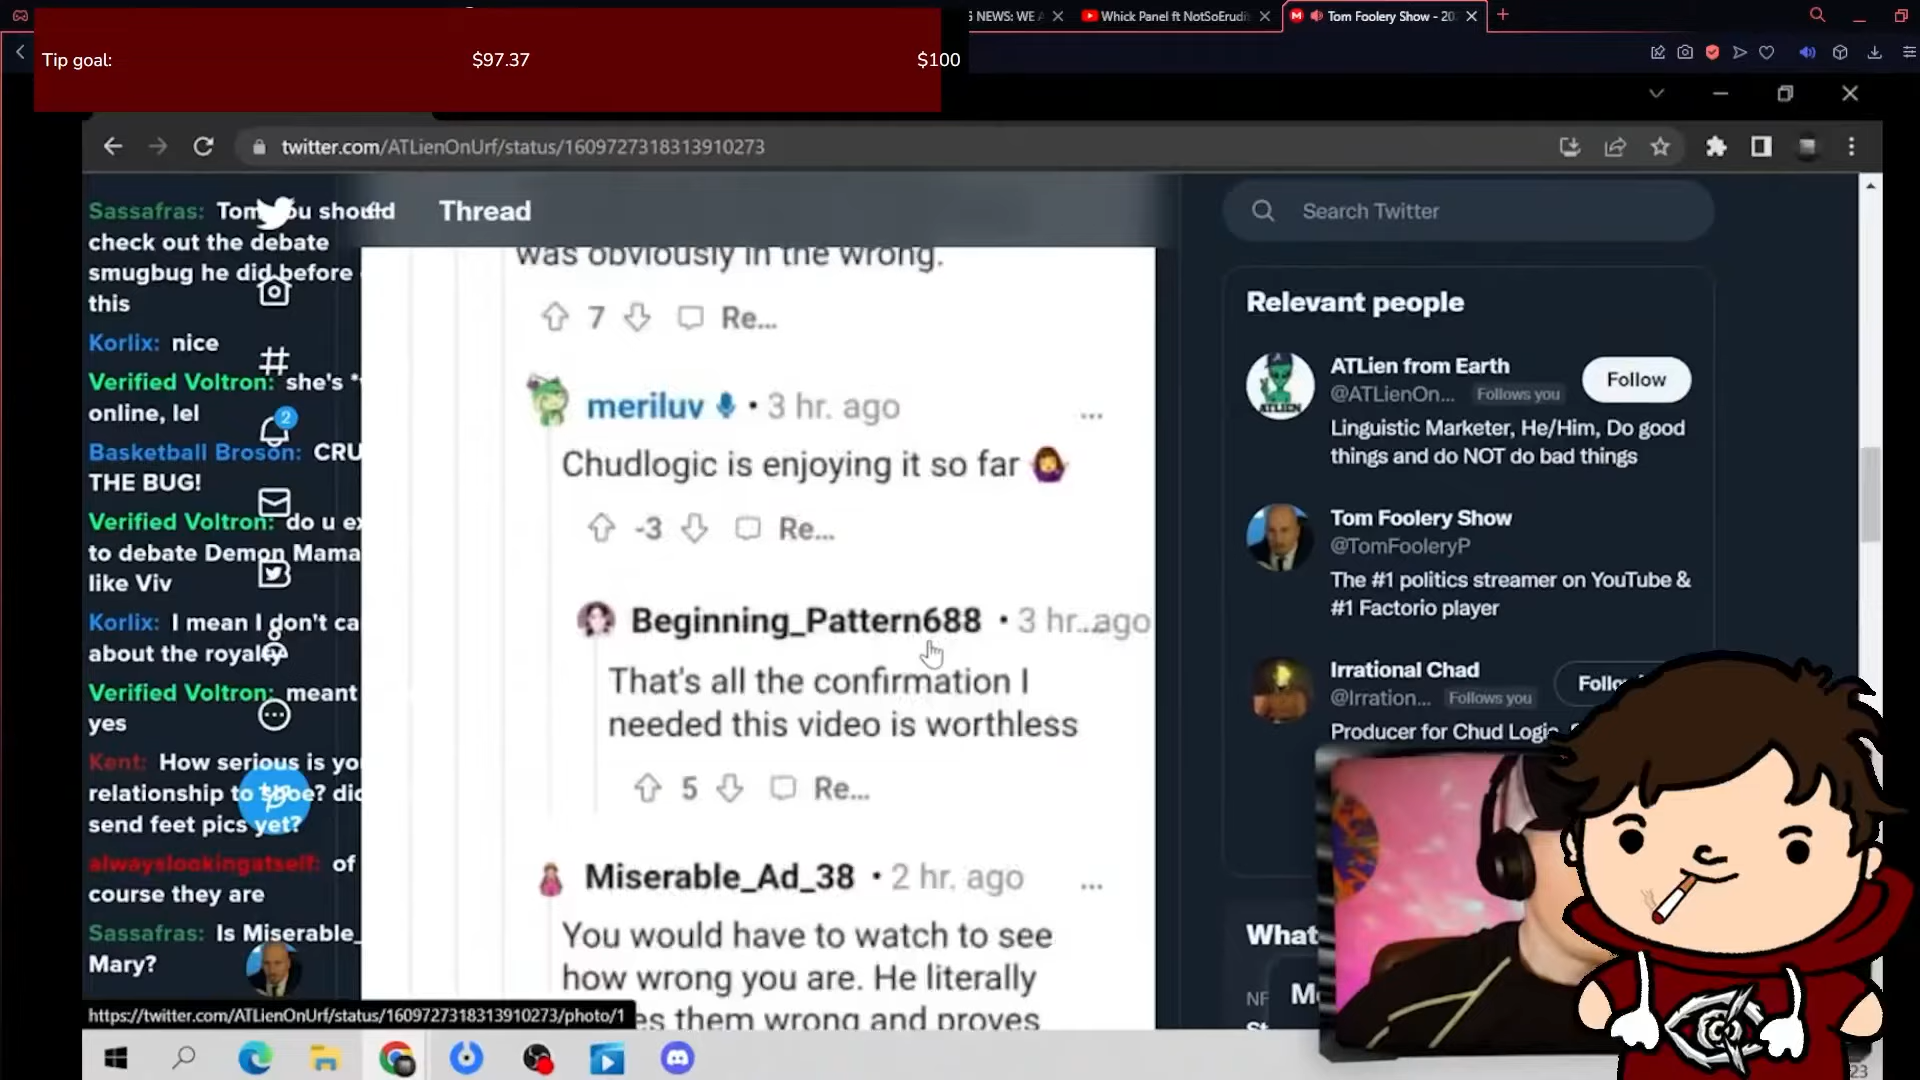 G NEWS: WE A
Whick Panel ft NotSoErudi
Tom Foolery Show - 20
Tip goal:
$97.37
$100
twitter.com/ATLienOnUrf/status/1609727318313910273
Thread
Search Twitter
Sassafras: Tom you should
check out the debate
smugbug he did before
this
Korlix: nice
Verified Voltron: she's
online, lel
Basketball Broson: CRU
THE BUG!
Verified Voltron: do u ex
to debate Demon Mama
like Viv
Korlix: I mean I don't ca
about the royalty
Verified Voltron: meant
yes
Kent: How serious is yo
relationship to shoe? did
send feet pics yet?
alwayslookingatself: of
course they are
Sassafras: Is Miserable_
Mary?
2
was obviously in the wrong.
7 Re...
meriluv • 3 hr. ago ...
Chudlogic is enjoying it so far
-3 Re...
Beginning_Pattern688 • 3 hr. ago
That's all the confirmation I
needed this video is worthless
5 Re...
Miserable_Ad_38 • 2 hr. ago ...
You would have to watch to see
how wrong you are. He literally
es them wrong and proves
https://twitter.com/ATLienOnUrf/status/1609727318313910273/photo/1
Relevant people
ATLien from Earth
@ATLienOn... Follows you
Follow
ATLIEN
Linguistic Marketer, He/Him, Do good
things and do NOT do bad things
Tom Foolery Show
@TomFooleryP
The #1 politics streamer on YouTube &
#1 Factorio player
Irrational Chad
@Irration... Follows you
Follo
Producer for Chud Logic
What
NF
M
St
23